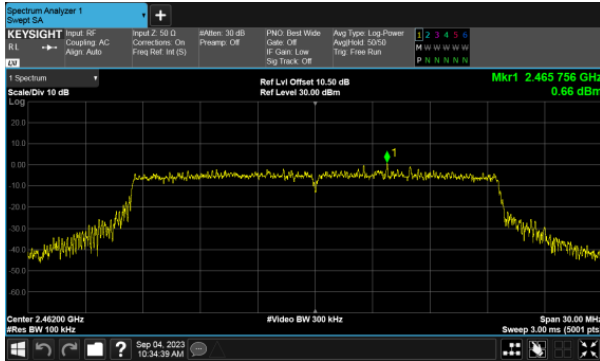 Spectrum Analyzer 1
Swept SA
+
KEYSIGHT
RL
Input: RF
Coupling: AC
Align: Auto
Input Z: 50 Ω
Corrections: On
Freq Ref: Int (S)
#Atten: 30 dB
Preamp: Off
PNO: Best Wide
Gate: Off
IF Gain: Low
Sig Track: Off
Avg Type: Log-Power
Avg|Hold: 50/50
Trig: Free Run
1 2 3 4 5 6
M W W W W W
P N N N N N
1 Spectrum
Scale/Div 10 dB
Ref Lvl Offset 10.50 dB
Ref Level 30.00 dBm
Mkr1 2.465 756 GHz
0.66 dBm
Log
20.0
10.0
0.00
1
-10.0
-20.0
-30.0
-40.0
-50.0
-60.0
Center 2.46200 GHz
#Res BW 100 kHz
#Video BW 300 kHz
Span 30.00 MHz
Sweep 3.00 ms (5001 pts)
?
Sep 04, 2023
10:34:39 AM